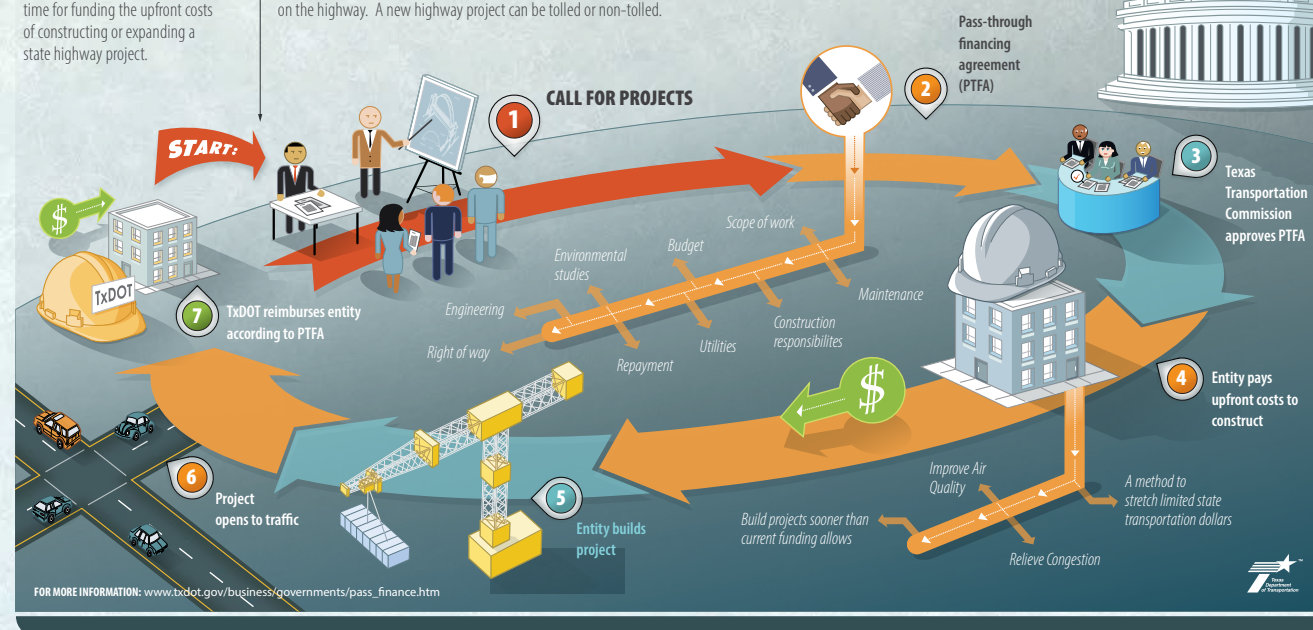 time for funding the upfront costs
of constructing or expanding a
state highway project.
on the highway. A new highway project can be tolled or non-tolled.
START:
1
CALL FOR PROJECTS
2
Pass-through
financing
agreement
(PTFA)
3
Texas
Transportation
Commission
approves PTFA
Scope of work
Budget
Environmental
studies
Engineering
Right of way
Maintenance
Construction
responsibilites
Utilities
Repayment
$
4
Entity pays
upfront costs to
construct
Improve Air
Quality
A method to
stretch limited state
transportation dollars
Build projects sooner than
current funding allows
Relieve Congestion
5
Entity builds
project
6
Project
opens to traffic
$
TxDOT
7
TxDOT reimburses entity
according to PTFA
FOR MORE INFORMATION: www.txdot.gov/business/governments/pass_finance.htm
Texas
Department
of Transportation
TM